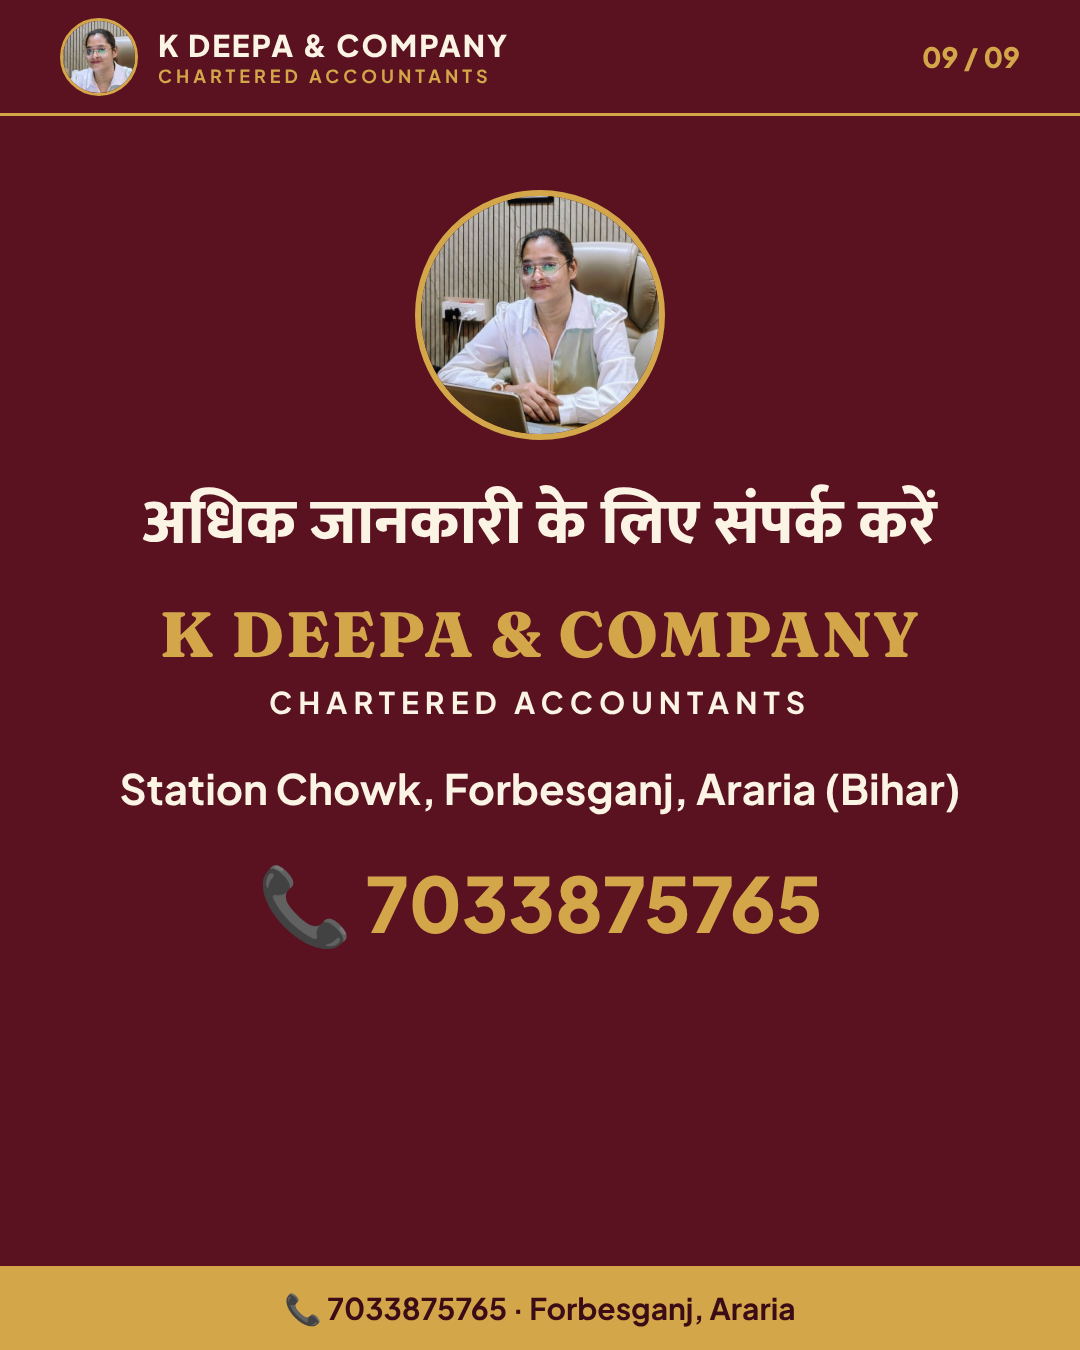 K DEEPA & COMPANY
CHARTERED ACCOUNTANTS
09 / 09
अधिक जानकारी के लिए संपर्क करें
K DEEPA & COMPANY
CHARTERED ACCOUNTANTS
Station Chowk, Forbesganj, Araria (Bihar)
📞 7033875765
📞 7033875765 · Forbesganj, Araria